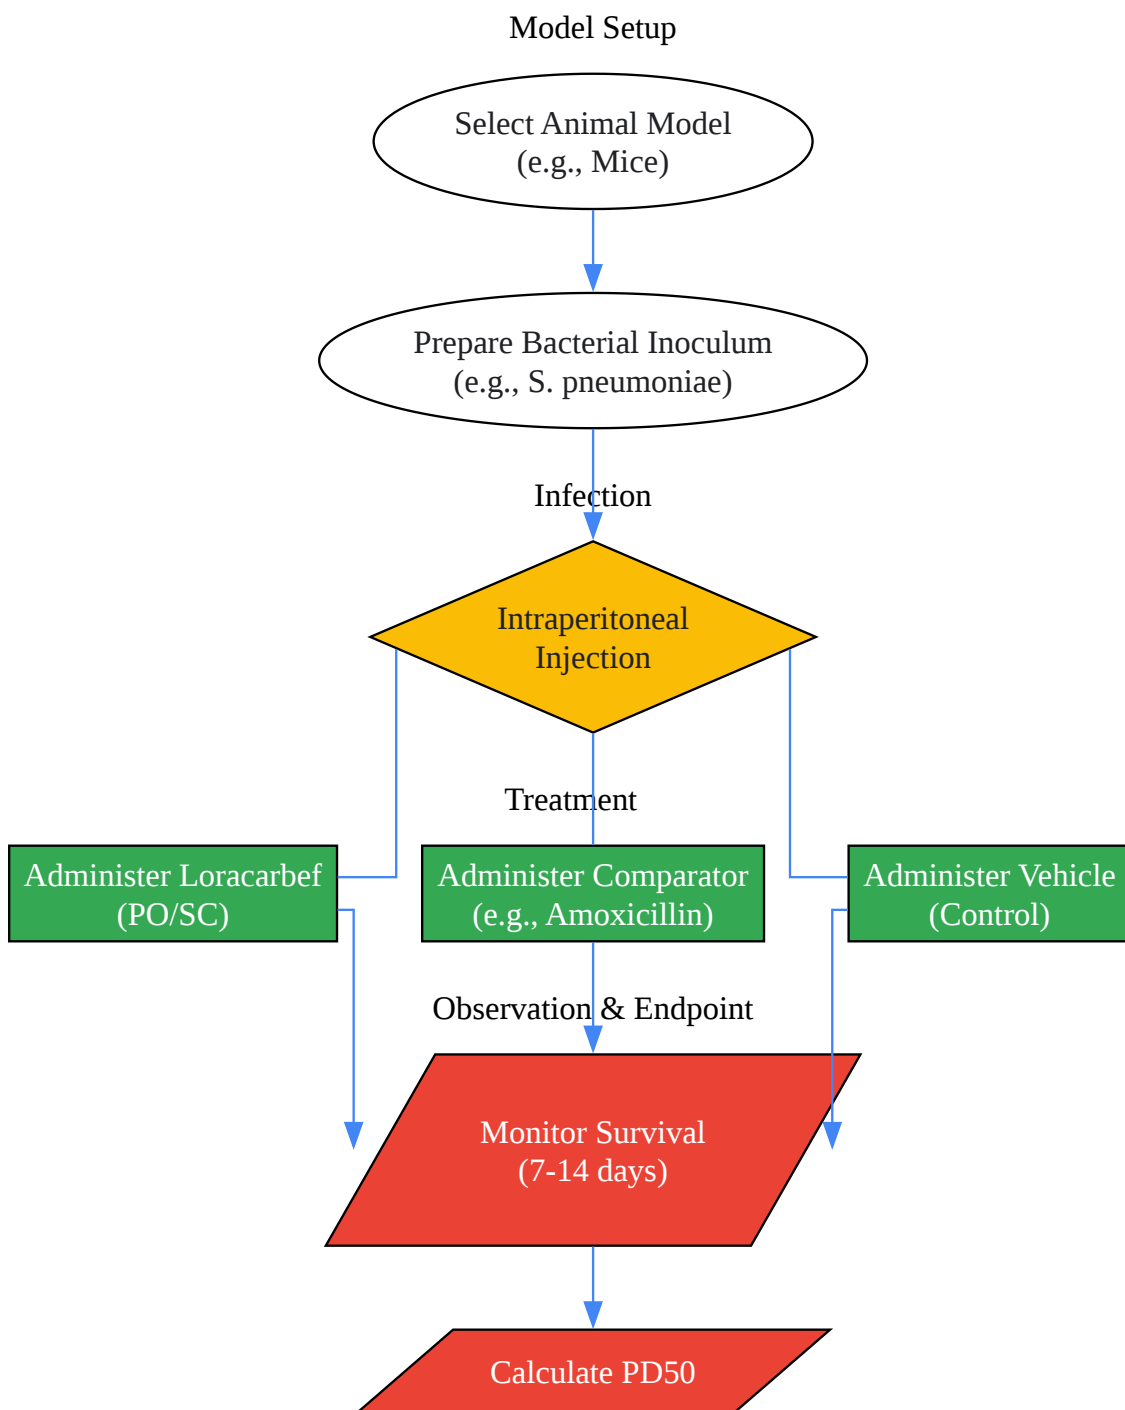 Model Setup
Select Animal Model
(e.g., Mice)
Prepare Bacterial Inoculum
(e.g., S. pneumoniae)
Infection
Intraperitoneal
Injection
Treatment
Administer Loracarbef
(PO/SC)
Administer Comparator
(e.g., Amoxicillin)
Administer Vehicle
(Control)
Observation & Endpoint
Monitor Survival
(7-14 days)
Calculate PD50